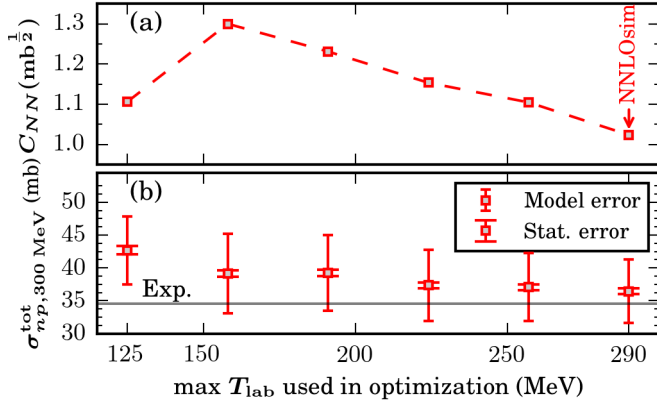 (a)
C_NN (mb^1/2)
1.3
1.2
1.1
1.0
NNLOsim
(b)
σ^tot_np,300 MeV (mb)
50
45
40
35
30
Model error
Stat. error
Exp.
125 150 200 250 290
max T_lab used in optimization (MeV)